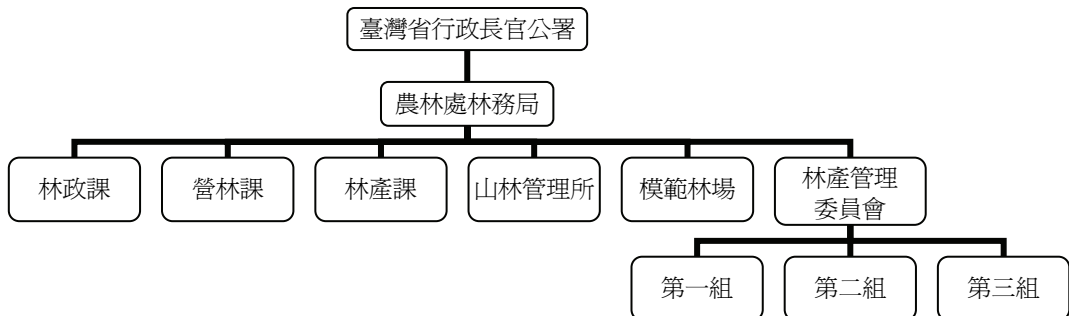 臺灣省行政長官公署
農林處林務局
林政課
營林課
林產課
山林管理所
模範林場
林產管理
委員會
第一組
第二組
第三組